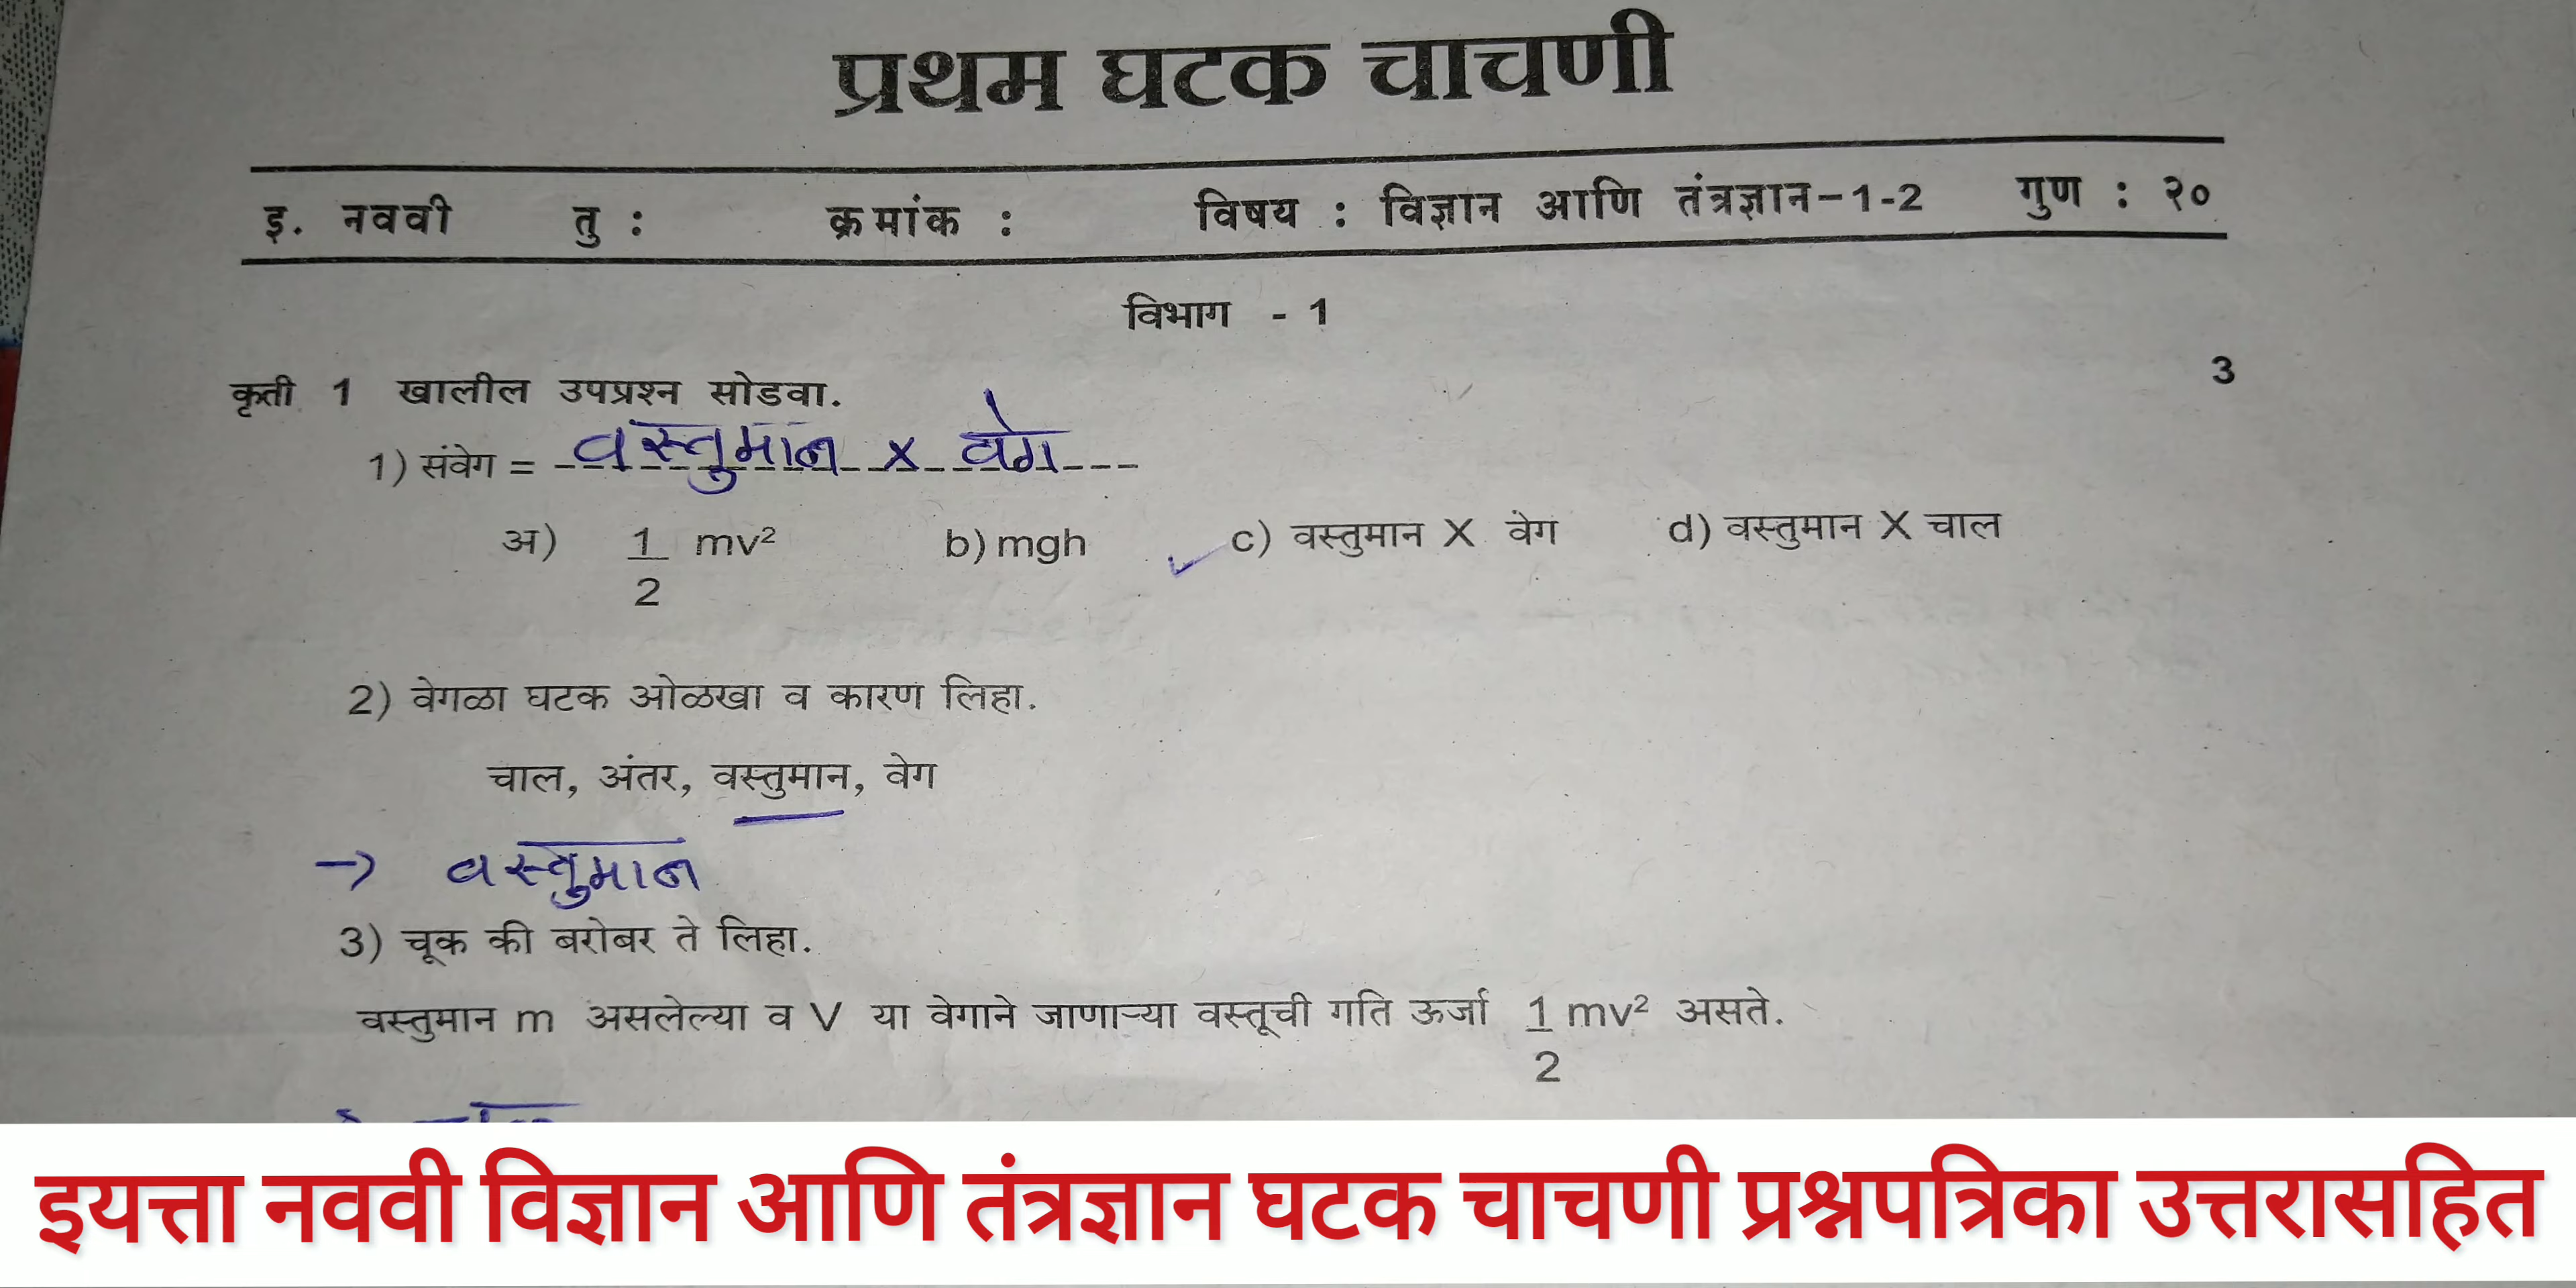 प्रथम घटक चाचणी
इ. नववी तु : क्रमांक : विषय : विज्ञान आणि तंत्रज्ञान-1-2 गुण : २०
विभाग - 1
कृती 1 खालील उपप्रश्न सोडवा. 3
1) संवेग = वस्तुमान x वेग
अ) 1/2 mv² b) mgh c) वस्तुमान X वेग d) वस्तुमान X चाल
2) वेगळा घटक ओळखा व कारण लिहा.
चाल, अंतर, वस्तुमान, वेग
→ वस्तुमान
3) चूक की बरोबर ते लिहा.
वस्तुमान m असलेल्या व V या वेगाने जाणाऱ्या वस्तूची गति ऊर्जा 1/2 mv² असते.
इयत्ता नववी विज्ञान आणि तंत्रज्ञान घटक चाचणी प्रश्नपत्रिका उत्तरासहित